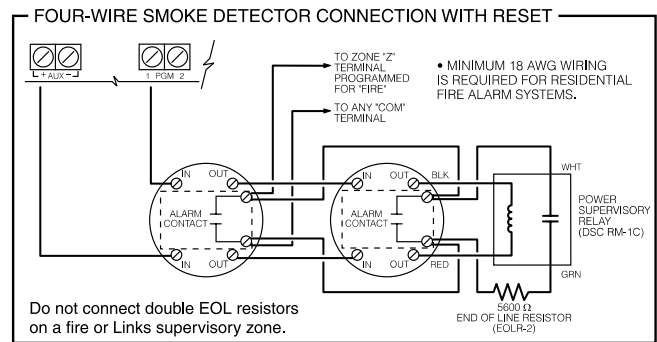 FOUR-WIRE SMOKE DETECTOR CONNECTION WITH RESET
+ AUX -
1 PGM 2
TO ZONE "Z"
TERMINAL
PROGRAMMED
FOR "FIRE"
TO ANY "COM"
TERMINAL
• MINIMUM 18 AWG WIRING
IS REQUIRED FOR RESIDENTIAL
FIRE ALARM SYSTEMS.
IN
OUT
IN
OUT
BLK
WHT
ALARM
CONTACT
ALARM
CONTACT
POWER
SUPERVISORY
RELAY
(DSC RM-1C)
IN
OUT
IN
OUT
RED
GRN
5600 Ω
END OF LINE RESISTOR
(EOLR-2)
Do not connect double EOL resistors
on a fire or Links supervisory zone.